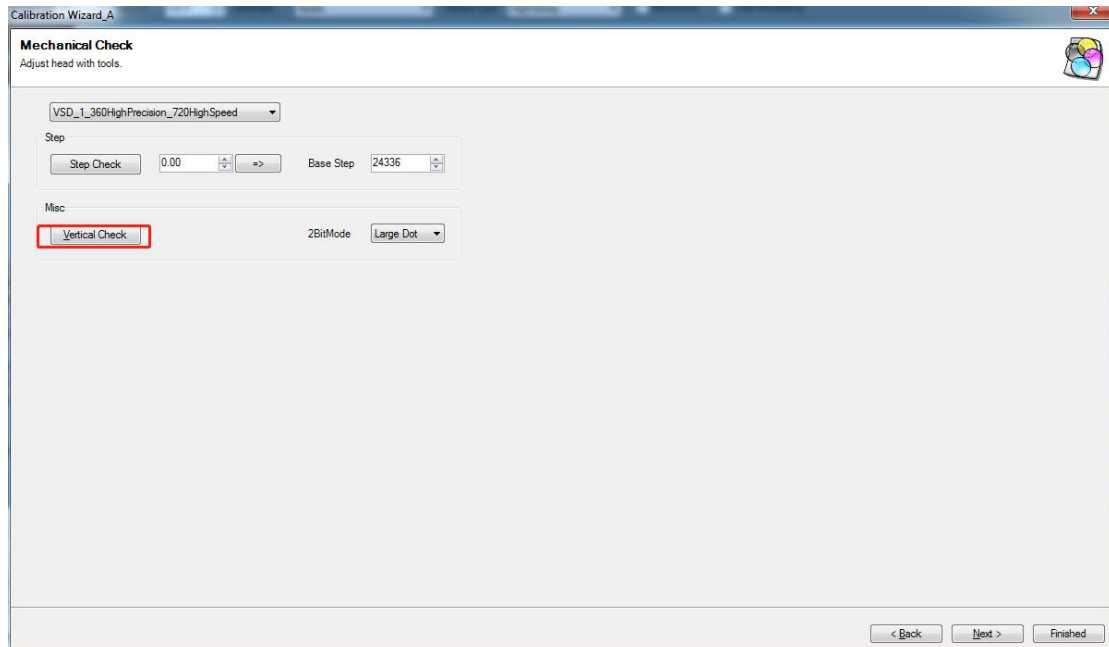 Calibration Wizard_A
Mechanical Check
Adjust head with tools.
VSD_1_360HighPrecision_720HighSpeed
Step
Step Check 0.00 => Base Step 24336
Misc
Vertical Check 2BitMode Large Dot
< Back Next > Finished